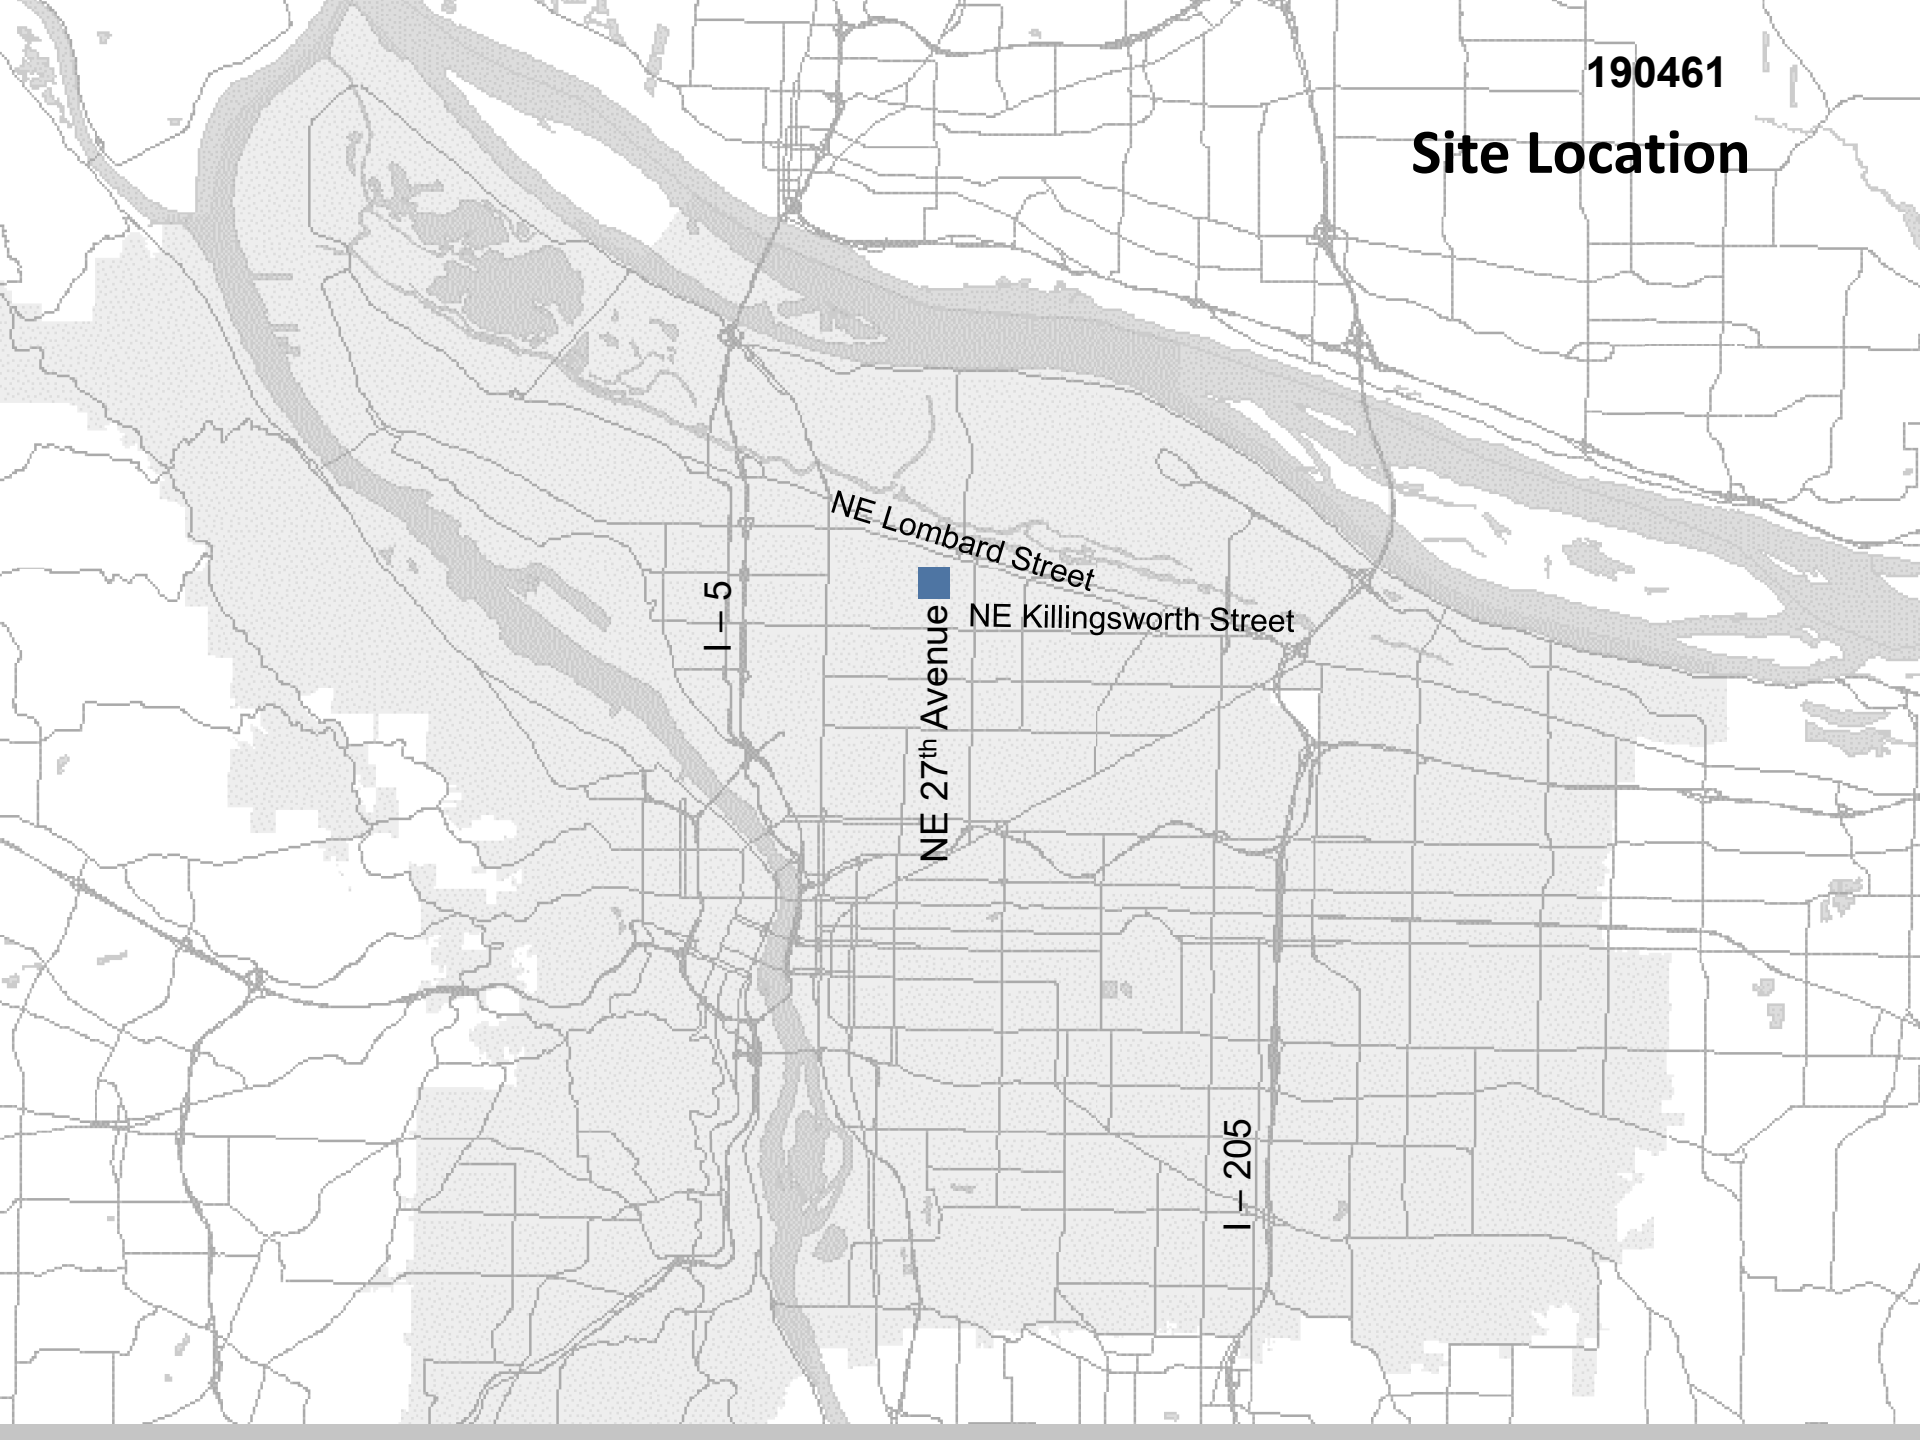 190461
Site Location
NE Lombard Street
NE Killingsworth Street
I – 5
NE 27th Avenue
I – 205